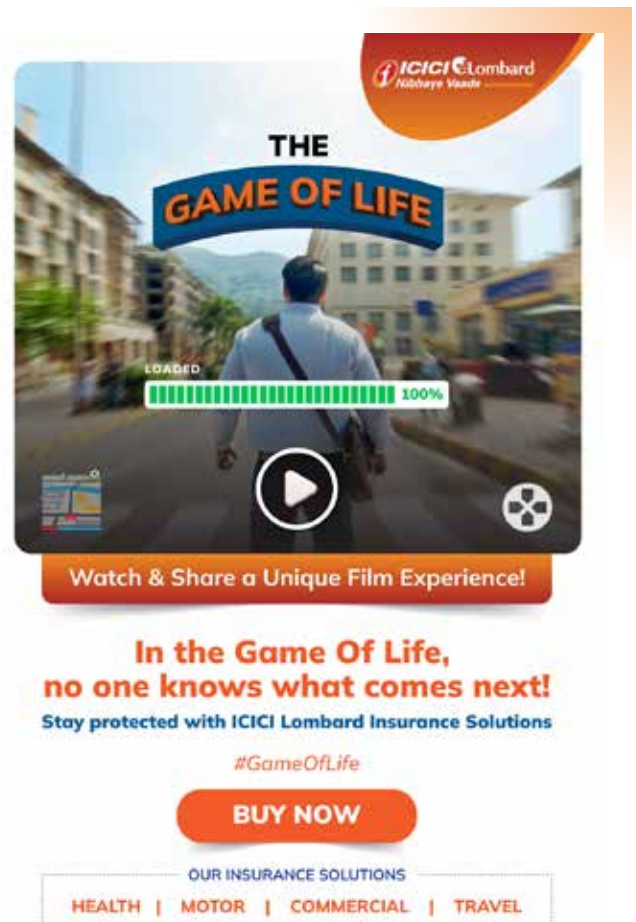 ICICI Lombard
Nibhaye Vaade
THE
GAME OF LIFE
LOADED
100%
Watch & Share a Unique Film Experience!
In the Game Of Life,
no one knows what comes next!
Stay protected with ICICI Lombard Insurance Solutions
#GameOfLife
BUY NOW
OUR INSURANCE SOLUTIONS
HEALTH | MOTOR | COMMERCIAL | TRAVEL